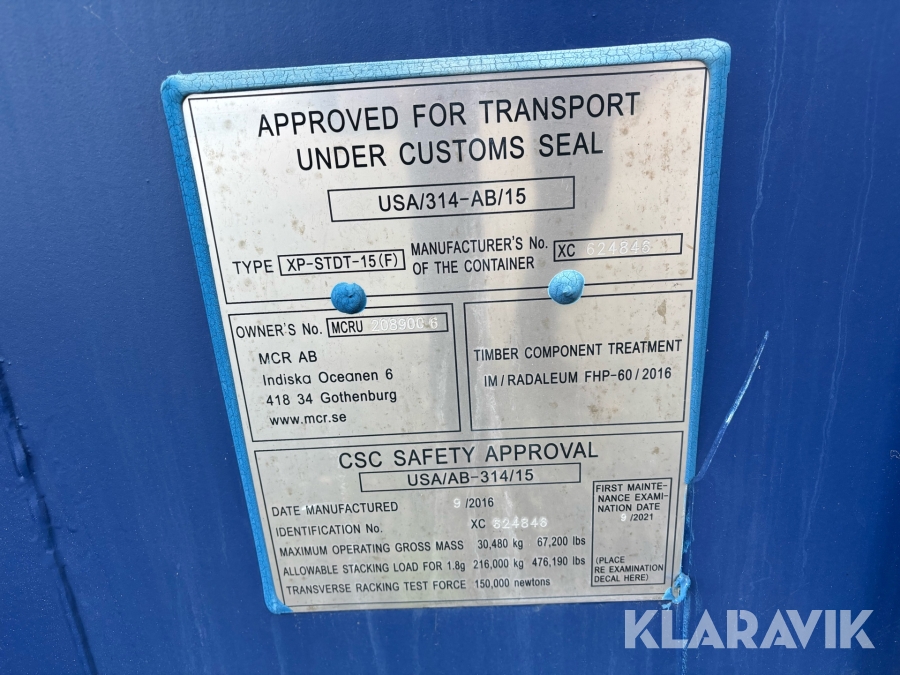 APPROVED FOR TRANSPORT
UNDER CUSTOMS SEAL
USA/314-AB/15
TYPE XP-STDT-15(F)
MANUFACTURER'S No.
OF THE CONTAINER XC 624846
OWNER'S No. MCRU
MCR AB
Indiska Oceanen 6
418 34 Gothenburg
www.mcr.se
TIMBER COMPONENT TREATMENT
IM/RADALEUM FHP-60/2016
CSC SAFETY APPROVAL
USA/AB-314/15
DATE MANUFACTURED 9/2016
IDENTIFICATION No. XC 624846
MAXIMUM OPERATING GROSS MASS 30,480 kg 67,200 lbs
ALLOWABLE STACKING LOAD FOR 1.8g 216,000 kg 476,190 lbs
TRANSVERSE RACKING TEST FORCE 150,000 newtons
FIRST MAINTE-
NANCE EXAMI-
NATION DATE
9/2021
(PLACE
RE EXAMINATION
DECAL HERE)
KLARAVIK